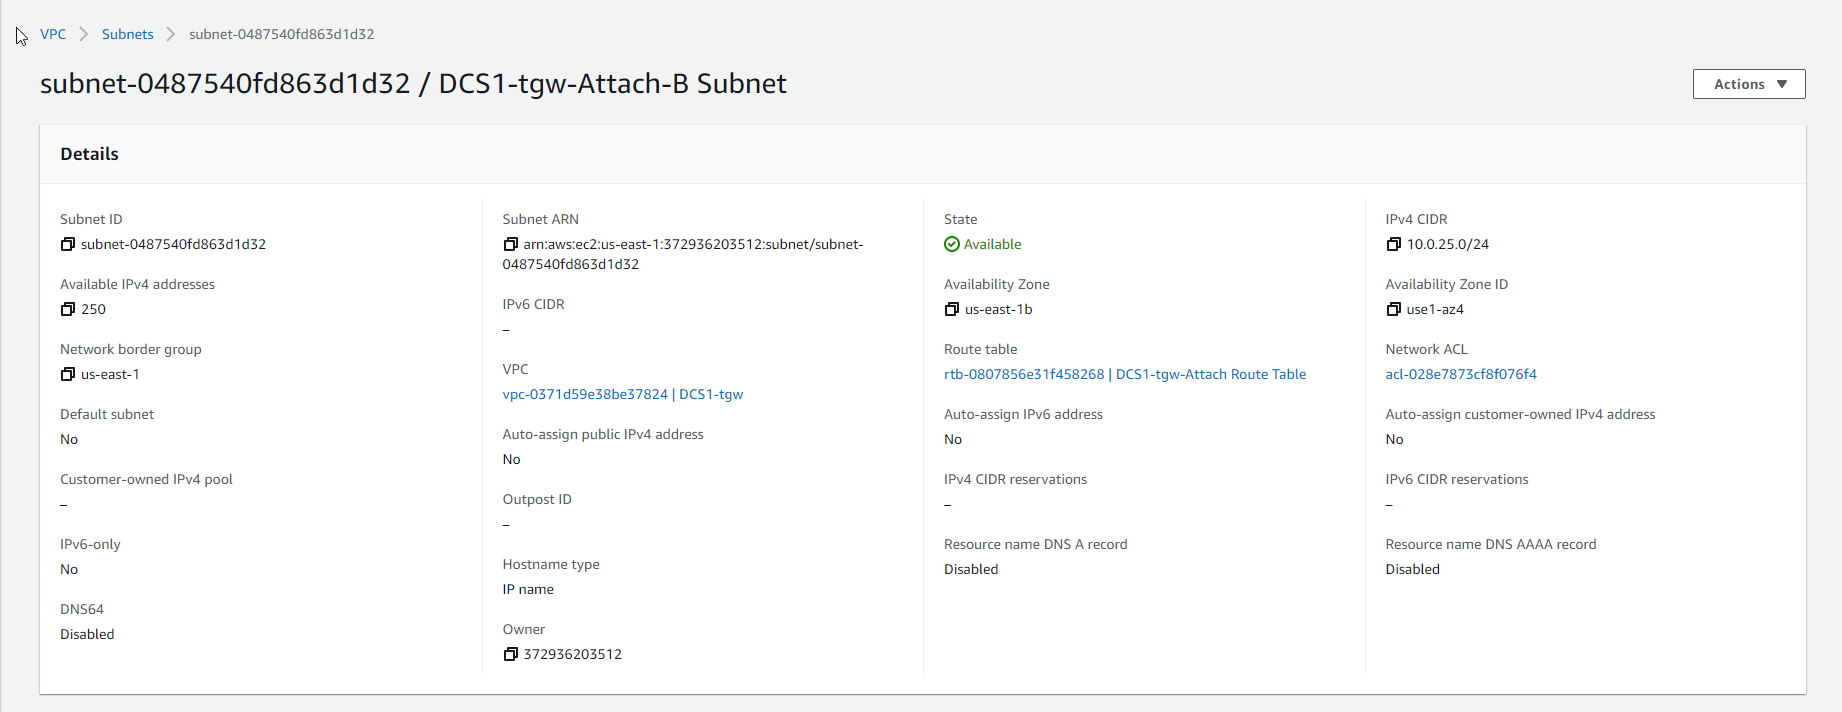 VPC > Subnets > subnet-0487540fd863d1d32
subnet-0487540fd863d1d32 / DCS1-tgw-Attach-B Subnet
Actions ▼
Details
Subnet ID
subnet-0487540fd863d1d32
Available IPv4 addresses
250
Network border group
us-east-1
Default subnet
No
Customer-owned IPv4 pool
–
IPv6-only
No
DNS64
Disabled
Subnet ARN
arn:aws:ec2:us-east-1:372936203512:subnet/subnet-
0487540fd863d1d32
IPv6 CIDR
–
VPC
vpc-0371d59e38be37824 | DCS1-tgw
Auto-assign public IPv4 address
No
Outpost ID
–
Hostname type
IP name
Owner
372936203512
State
Available
Availability Zone
us-east-1b
Route table
rtb-0807856e31f458268 | DCS1-tgw-Attach Route Table
Auto-assign IPv6 address
No
IPv4 CIDR reservations
–
Resource name DNS A record
Disabled
IPv4 CIDR
10.0.25.0/24
Availability Zone ID
use1-az4
Network ACL
acl-028e7873cf8f076f4
Auto-assign customer-owned IPv4 address
No
IPv6 CIDR reservations
–
Resource name DNS AAAA record
Disabled